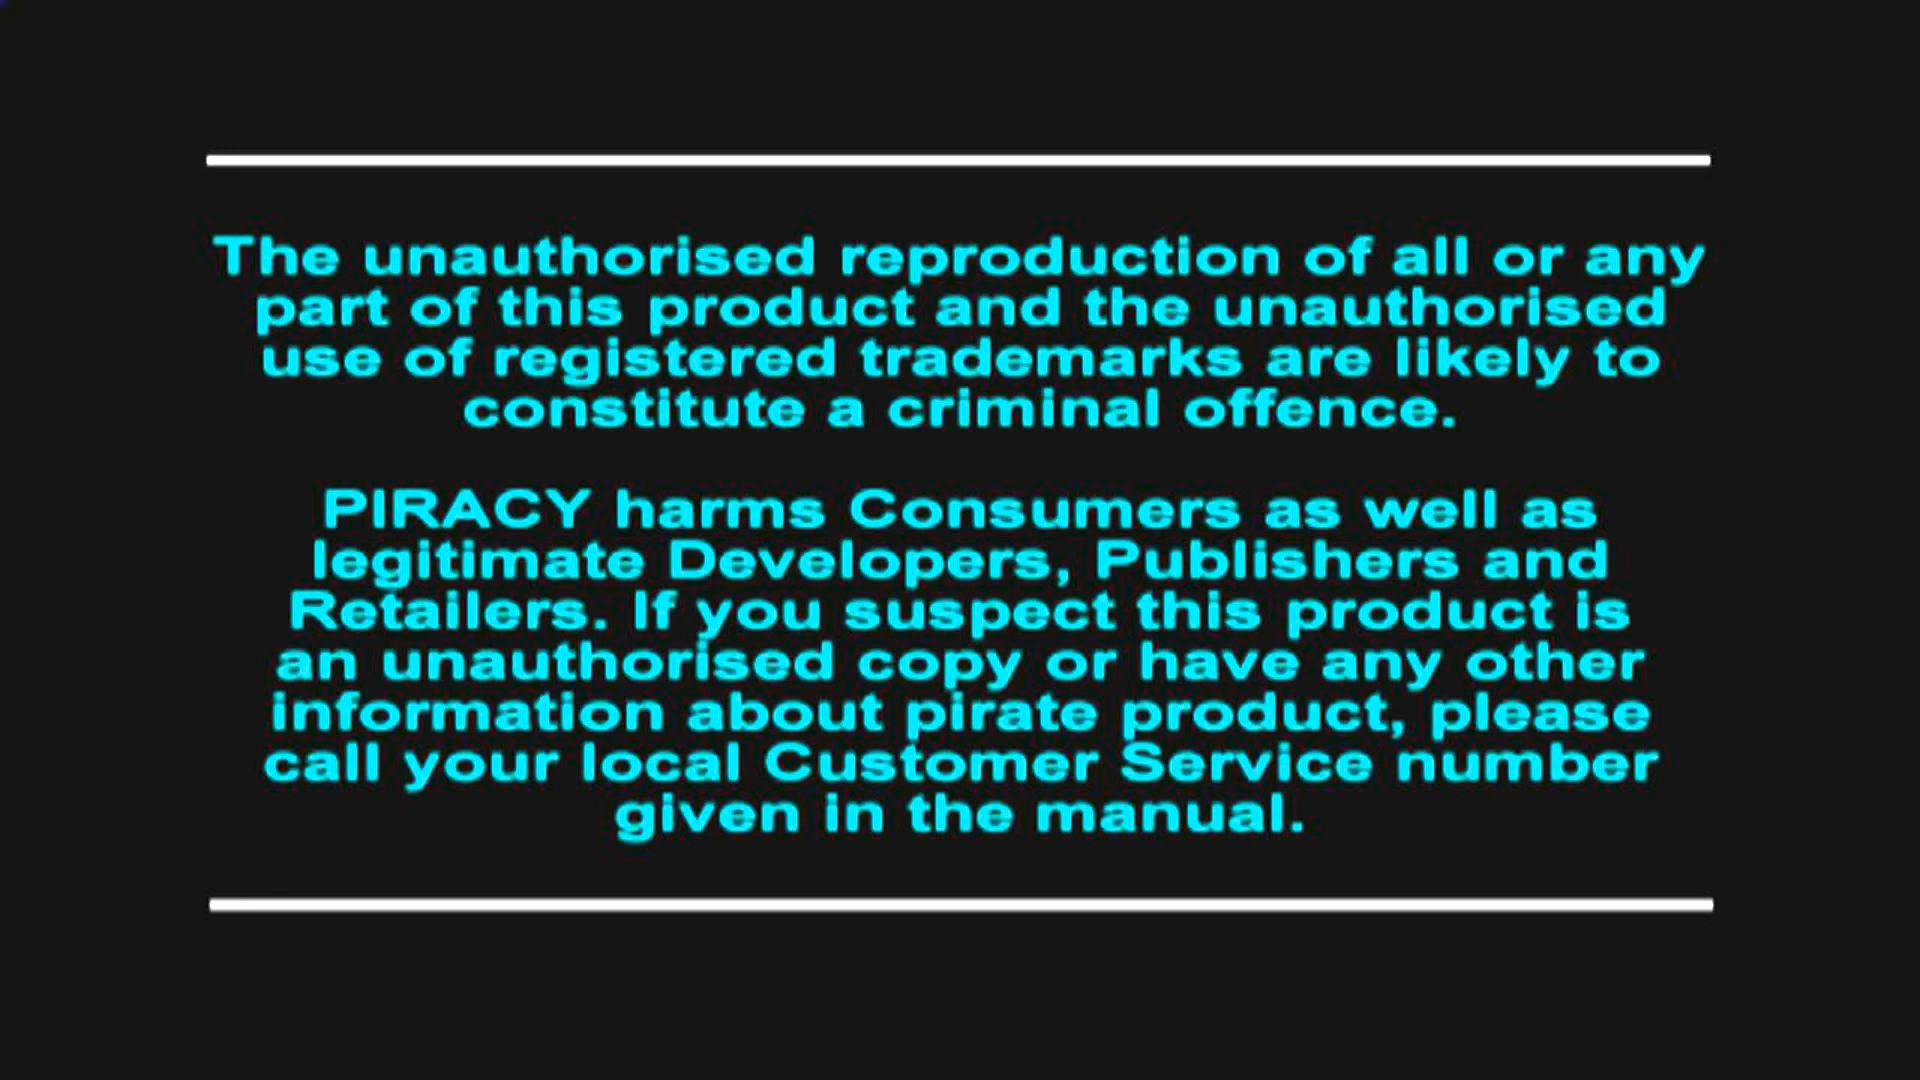 The unauthorised reproduction of all or any
part of this product and the unauthorised
use of registered trademarks are likely to
constitute a criminal offence.
PIRACY harms Consumers as well as
legitimate Developers, Publishers and
Retailers. If you suspect this product is
an unauthorised copy or have any other
information about pirate product, please
call your local Customer Service number
given in the manual.